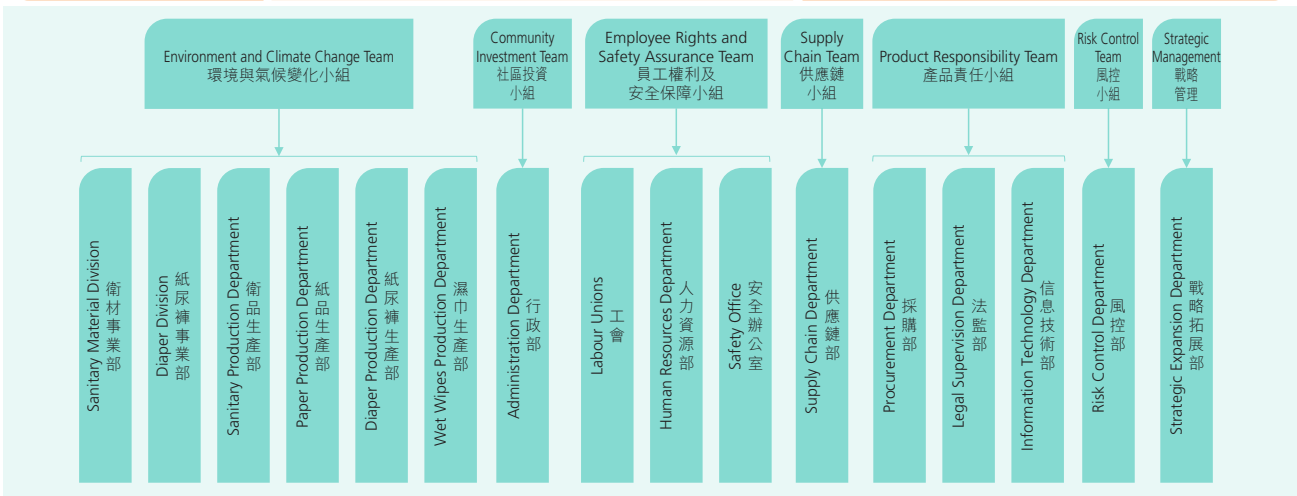 Environment and Climate Change Team
環境與氣候變化小組
Community
Investment Team
社區投資
小組
Employee Rights and
Safety Assurance Team
員工權利及
安全保障小組
Supply
Chain Team
供應鏈
小組
Product Responsibility Team
產品責任小組
Risk Control
Team
風控
小組
Strategic
Management
戰略
管理
Sanitary Material Division
衛材事業部
Diaper Division
紙尿褲事業部
Sanitary Production Department
衛品生產部
Paper Production Department
紙品生產部
Diaper Production Department
紙尿褲生產部
Wet Wipes Production Department
濕巾生產部
Administration Department
行政部
Labour Unions
工會
Human Resources Department
人力資源部
Safety Office
安全辦公室
Supply Chain Department
供應鏈部
Procurement Department
採購部
Legal Supervision Department
法監部
Information Technology Department
信息技術部
Risk Control Department
風控部
Strategic Expansion Department
戰略拓展部